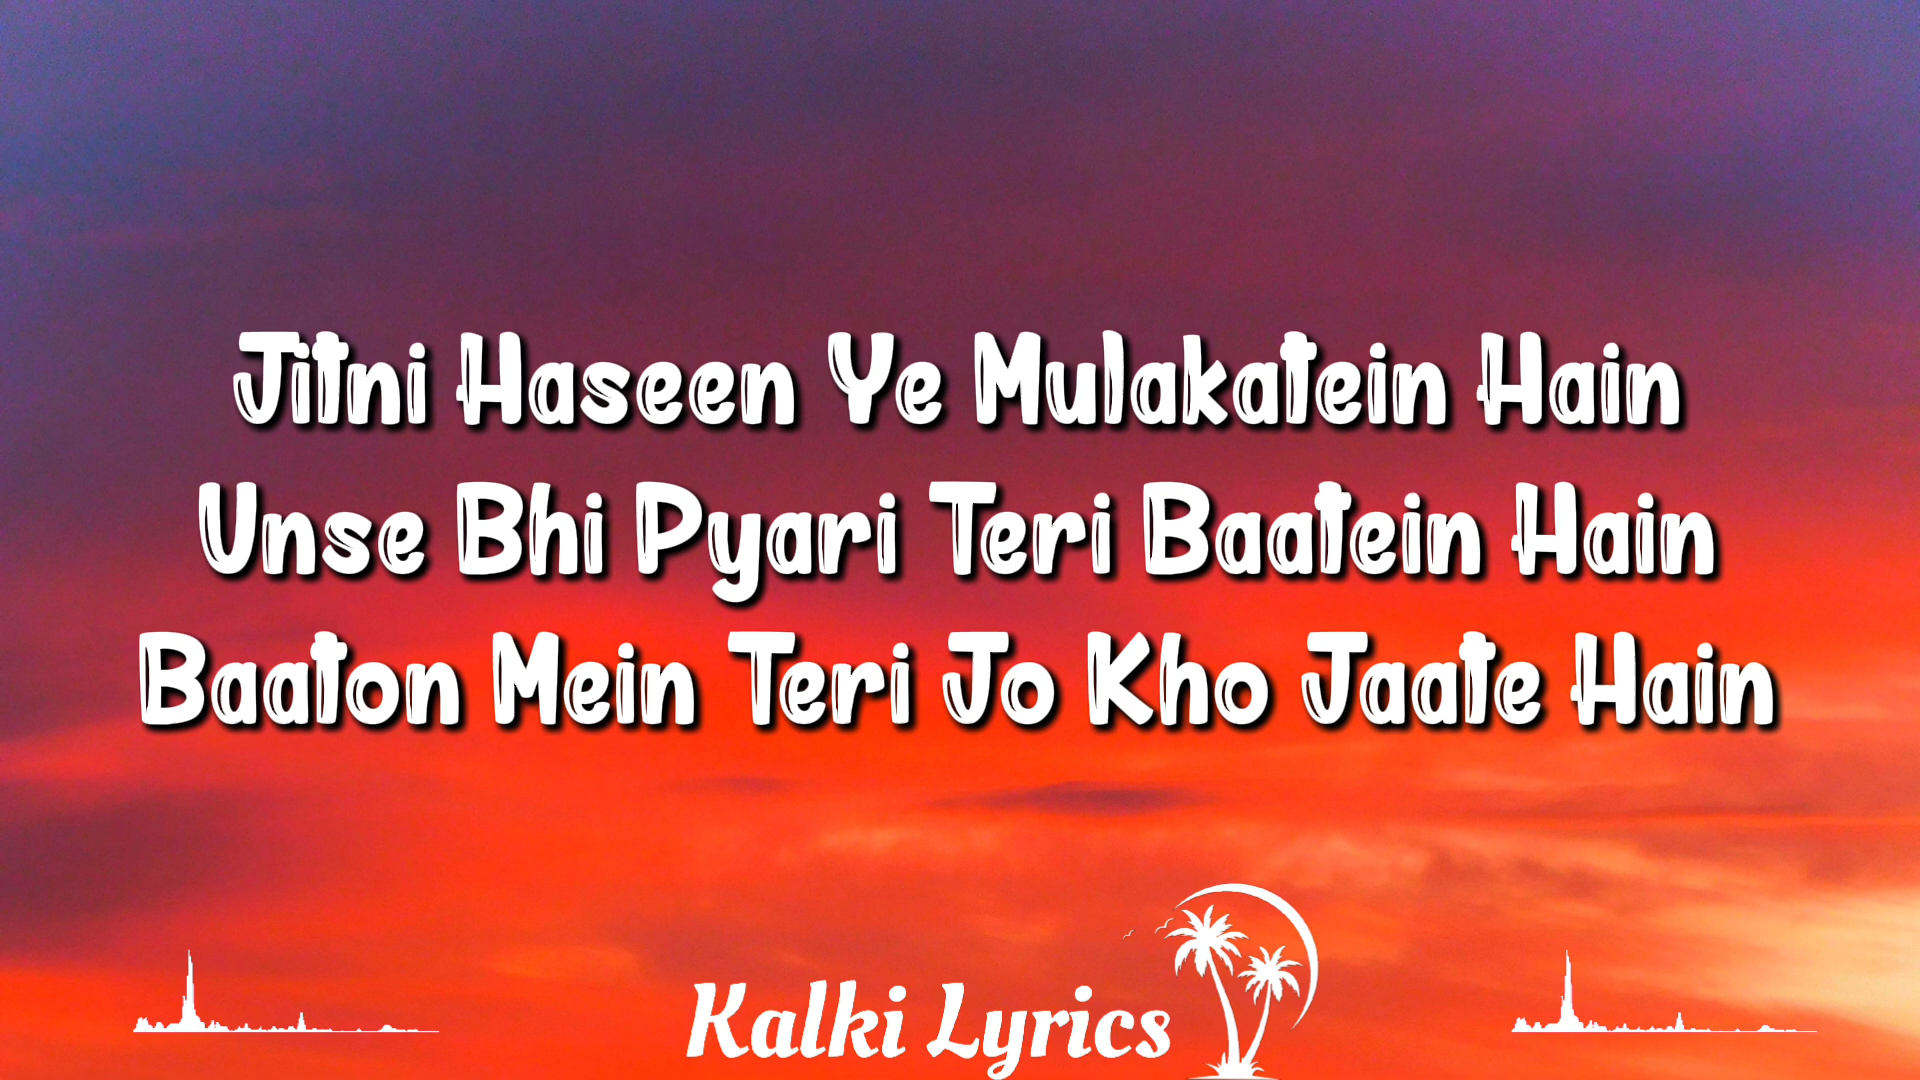 Jitni Haseen Ye Mulakatein Hain
Unse Bhi Pyari Teri Baatein Hain
Baaton Mein Teri Jo Kho Jaate Hain
Kalki Lyrics